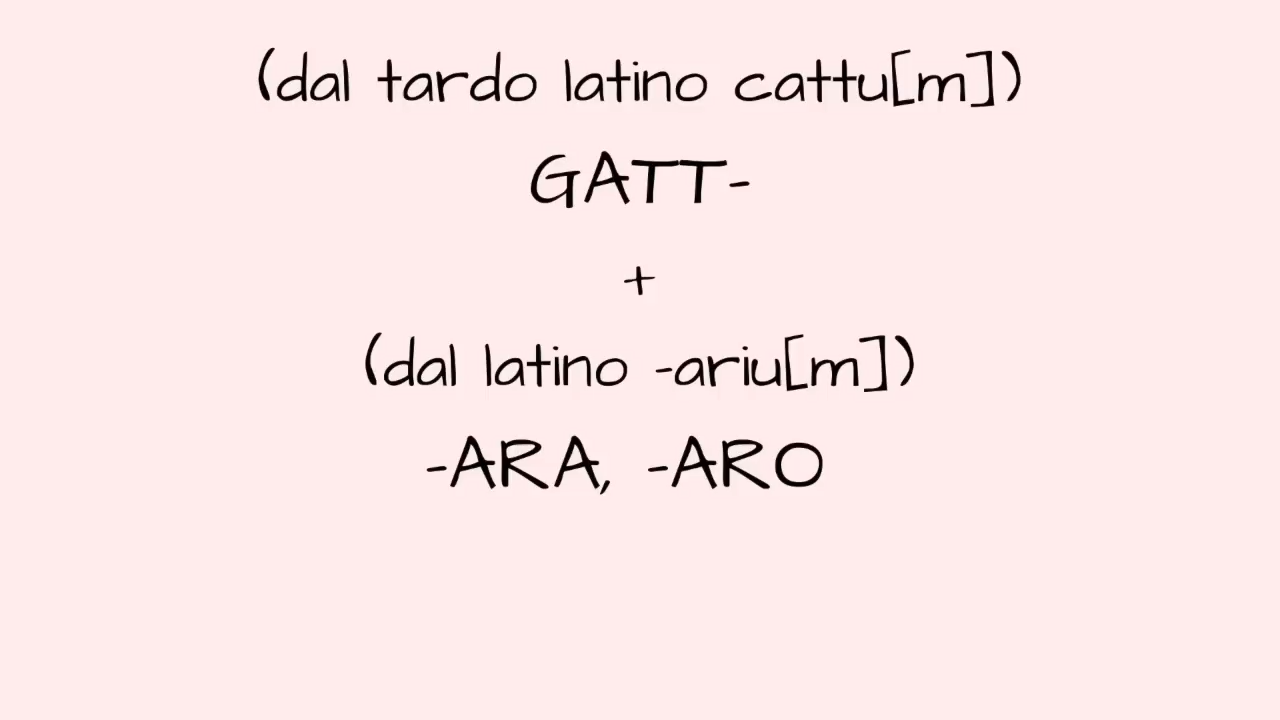 (dal tardo latino cattu[m])
GATT-
+
(dal latino -ariu[m])
-ARA, -ARO